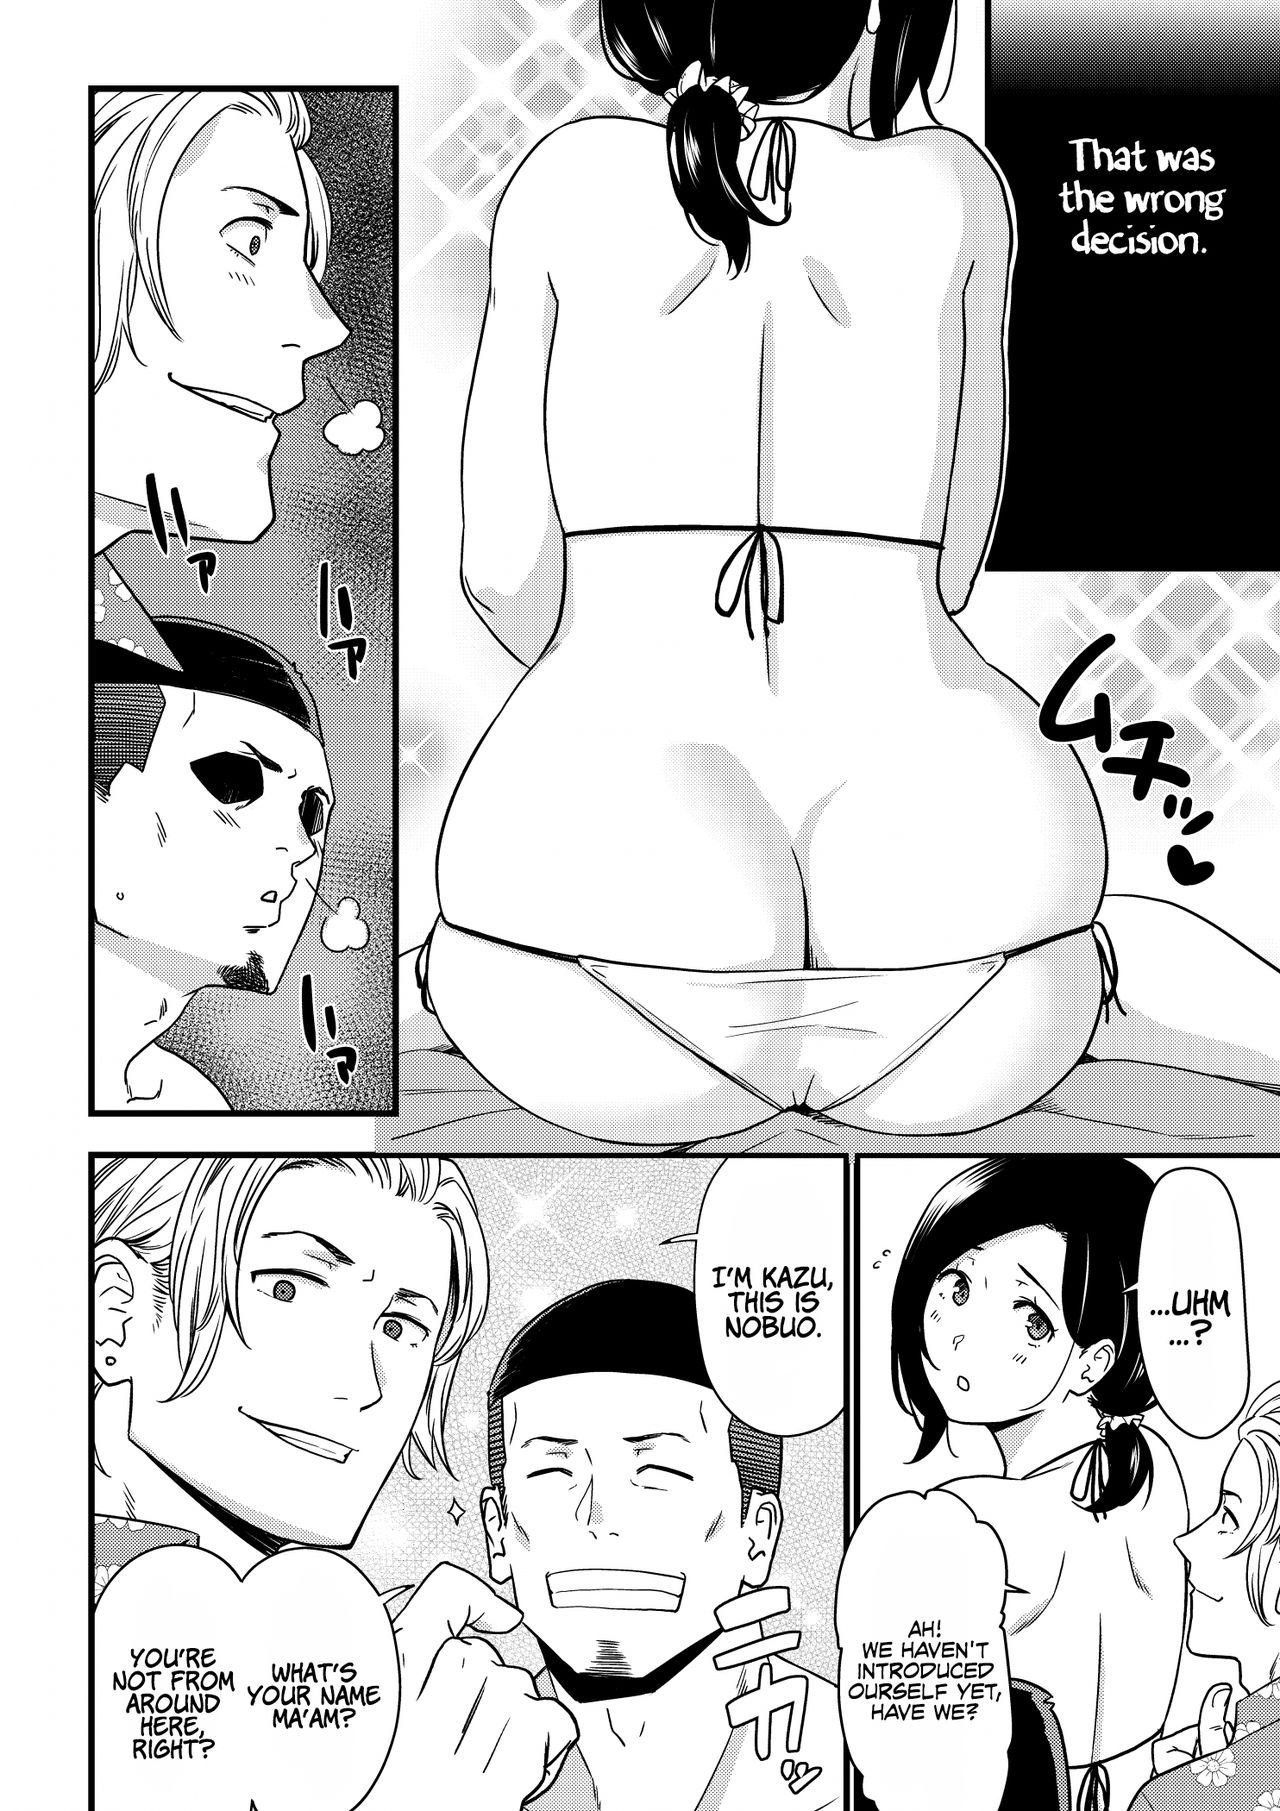 That was
the wrong
decision.
ムチッ♥
ハァ
ハァ
ハァ
...UHM
...?
AH!
WE HAVEN'T
INTRODUCED
OURSELF YET,
HAVE WE?
I'M KAZU,
THIS IS
NOBUO.
ニカ
WHAT'S
YOUR NAME
MA'AM?
YOU'RE
NOT FROM
AROUND
HERE,
RIGHT?